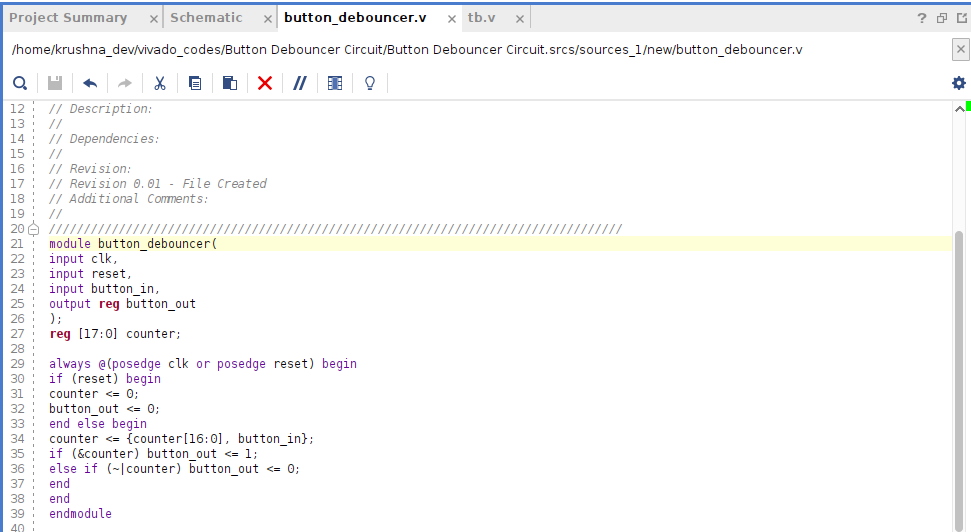 Project Summary × Schematic × button_debouncer.v × tb.v × ?
/home/krushna_dev/vivado_codes/Button Debouncer Circuit/Button Debouncer Circuit.srcs/sources_1/new/button_debouncer.v ×
//
12 // Description:
13 //
14 // Dependencies:
15 //
16 // Revision:
17 // Revision 0.01 - File Created
18 // Additional Comments:
19 //
20 //////////////////////////////////////////////////////////////////////////////////
21 module button_debouncer(
22 input clk,
23 input reset,
24 input button_in,
25 output reg button_out
26 );
27 reg [17:0] counter;
28
29 always @(posedge clk or posedge reset) begin
30 if (reset) begin
31 counter <= 0;
32 button_out <= 0;
33 end else begin
34 counter <= {counter[16:0], button_in};
35 if (&counter) button_out <= 1;
36 else if (~|counter) button_out <= 0;
37 end
38 end
39 endmodule
40